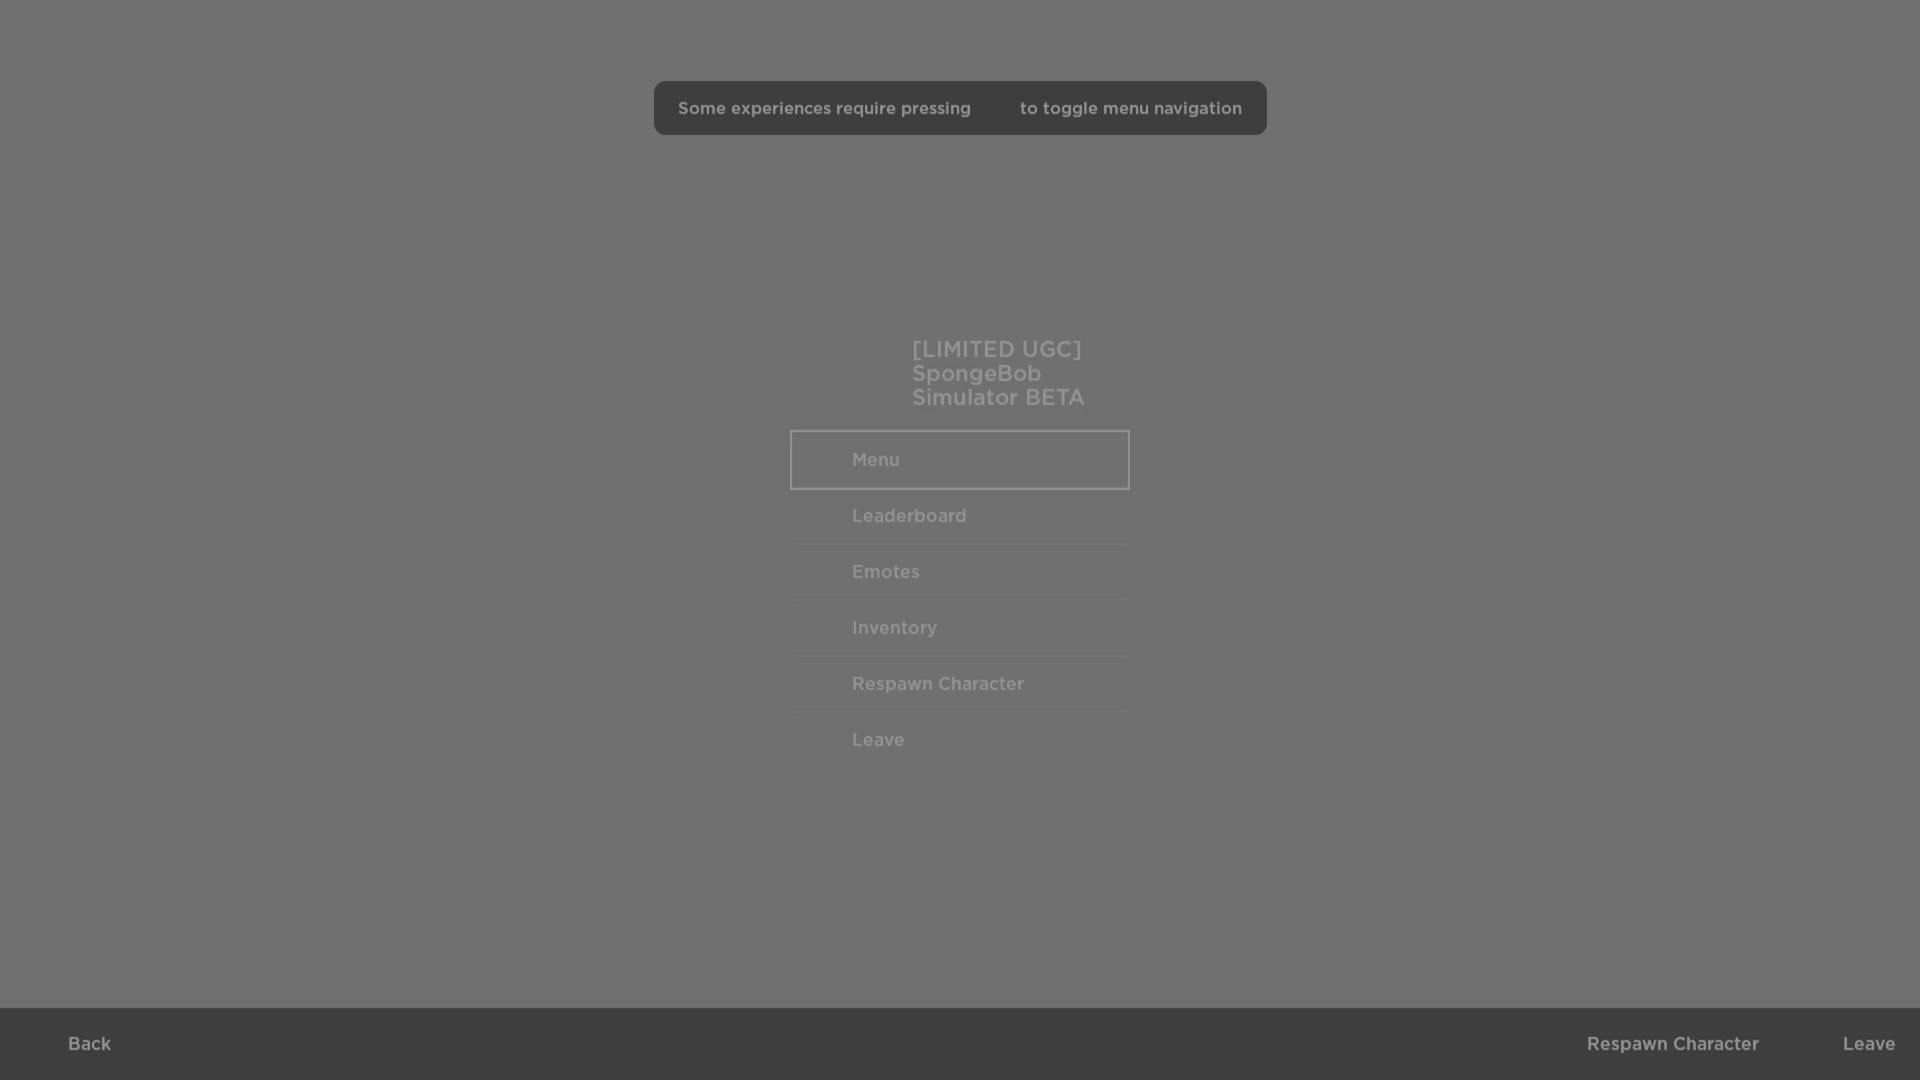 Some experiences require pressing to toggle menu navigation
[LIMITED UGC]
SpongeBob
Simulator BETA
Menu
Leaderboard
Emotes
Inventory
Respawn Character
Leave
Back
Respawn Character
Leave